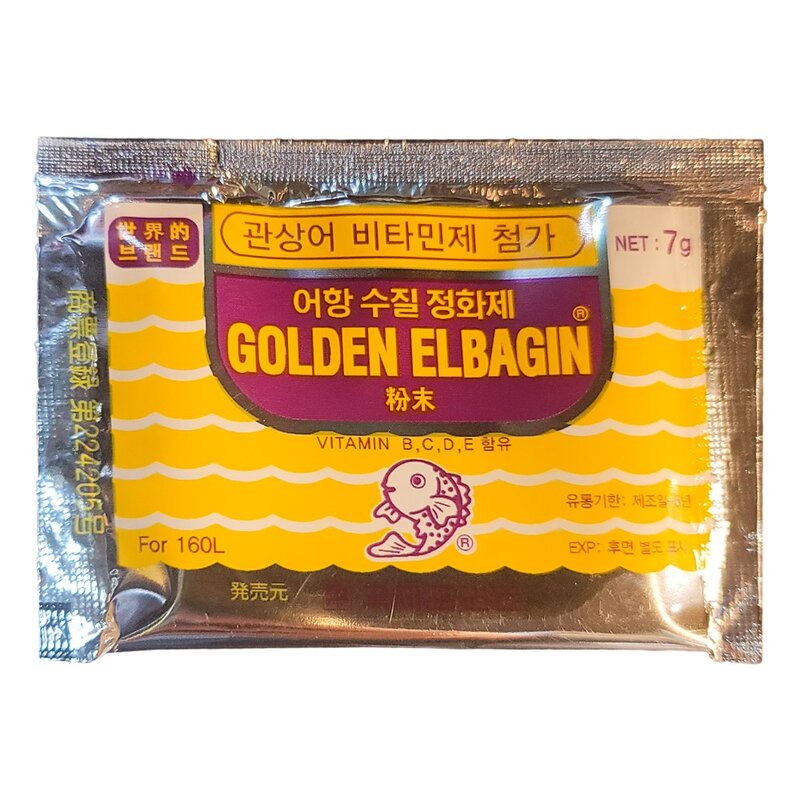 世界的
브랜드
관상어 비타민제 첨가
NET : 7g
어항 수질 정화제
GOLDEN ELBAGIN®
粉末
VITAMIN B,C,D,E 함유
유통기한: 제조일 5년
For 160L
®
EXP: 후면 별도 표시
発売元
商票登録 第224206号